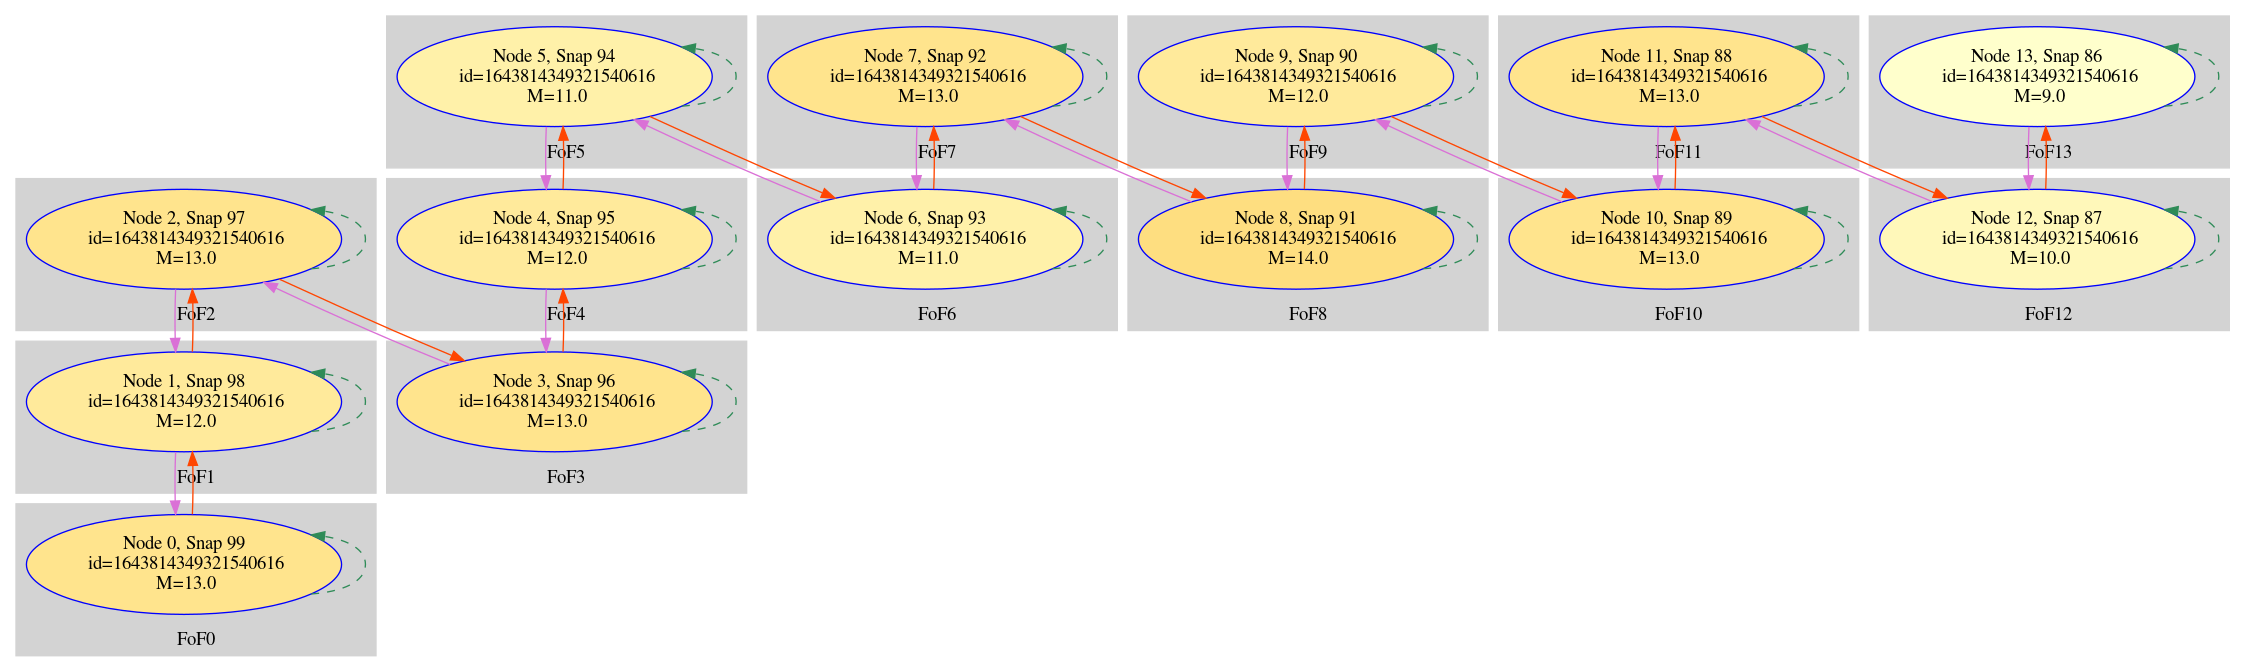 Node 5, Snap 94
id=1643814349321540616
M=11.0
FoF5
Node 7, Snap 92
id=1643814349321540616
M=13.0
FoF7
Node 9, Snap 90
id=1643814349321540616
M=12.0
FoF9
Node 11, Snap 88
id=1643814349321540616
M=13.0
FoF11
Node 13, Snap 86
id=1643814349321540616
M=9.0
FoF13
Node 2, Snap 97
id=1643814349321540616
M=13.0
FoF2
Node 4, Snap 95
id=1643814349321540616
M=12.0
FoF4
Node 6, Snap 93
id=1643814349321540616
M=11.0
FoF6
Node 8, Snap 91
id=1643814349321540616
M=14.0
FoF8
Node 10, Snap 89
id=1643814349321540616
M=13.0
FoF10
Node 12, Snap 87
id=1643814349321540616
M=10.0
FoF12
Node 1, Snap 98
id=1643814349321540616
M=12.0
FoF1
Node 3, Snap 96
id=1643814349321540616
M=13.0
FoF3
Node 0, Snap 99
id=1643814349321540616
M=13.0
FoF0